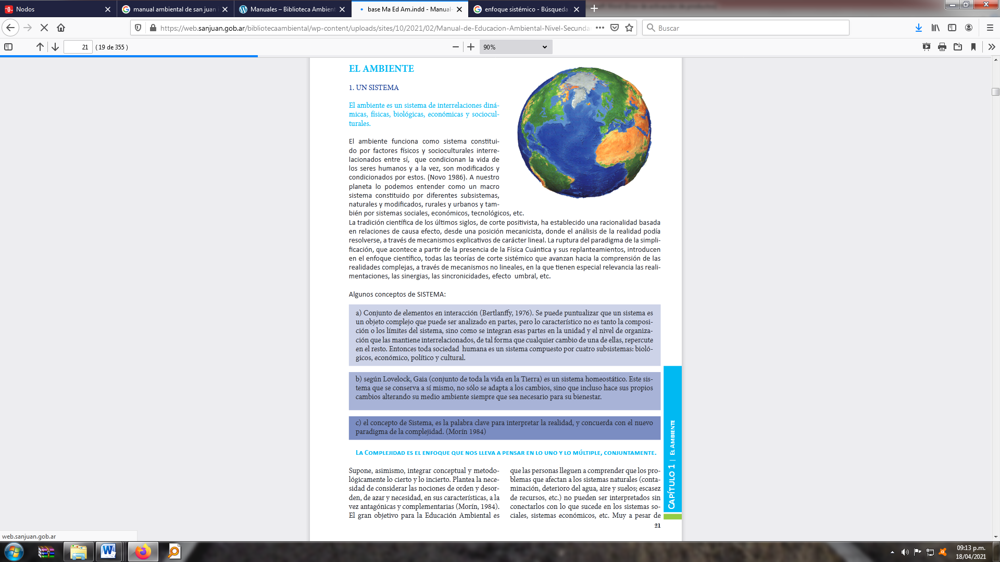 Nodos
manual ambiental de san juan
Manuales – Biblioteca Ambien
base Ma Ed Am.indd - Manual-
enfoque sistémico - Búsqueda
https://web.sanjuan.gob.ar/bibliotecaambiental/wp-content/uploads/sites/10/2021/02/Manual-de-Educacion-Ambiental-Nivel-Secunda
Buscar
21 (19 de 355)
90%
EL AMBIENTE
1. UN SISTEMA
El ambiente es un sistema de interrelaciones diná-
micas, físicas, biológicas, económicas y sociocul-
turales.
El ambiente funciona como sistema constitui-
do por factores físicos y socioculturales interre-
lacionados entre sí, que condicionan la vida de
los seres humanos y a la vez, son modificados y
condicionados por estos. (Novo 1986). A nuestro
planeta lo podemos entender como un macro
sistema constituido por diferentes subsistemas,
naturales y modificados, rurales y urbanos y tam-
bién por sistemas sociales, económicos, tecnológicos, etc.
La tradición científica de los últimos siglos, de corte positivista, ha establecido una racionalidad basada
en relaciones de causa efecto, desde una posición mecanicista, donde el análisis de la realidad podía
resolverse, a través de mecanismos explicativos de carácter lineal. La ruptura del paradigma de la simpli-
ficación, que acontece a partir de la presencia de la Física Cuántica y sus replanteamientos, introducen
en el enfoque científico, todas las teorías de corte sistémico que avanzan hacia la comprensión de las
realidades complejas, a través de mecanismos no lineales, en la que tienen especial relevancia las reali-
mentaciones, las sinergias, las sincronicidades, efecto umbral, etc.
Algunos conceptos de SISTEMA:
a) Conjunto de elementos en interacción (Bertlanffy, 1976). Se puede puntualizar que un sistema es
un objeto complejo que puede ser analizado en partes, pero lo característico no es tanto la composi-
ción o los límites del sistema, sino como se integran esas partes en la unidad y el nivel de organiza-
ción que las mantiene interrelacionados, de tal forma que cualquier cambio de una de ellas, repercute
en el resto. Entonces toda sociedad humana es un sistema compuesto por cuatro subsistemas: bioló-
gicos, económico, político y cultural.
b) según Lovelock, Gaia (conjunto de toda la vida en la Tierra) es un sistema homeostático. Este sis-
tema que se conserva a sí mismo, no sólo se adapta a los cambios, sino que incluso hace sus propios
cambios alterando su medio ambiente siempre que sea necesario para su bienestar.
c) el concepto de Sistema, es la palabra clave para interpretar la realidad, y concuerda con el nuevo
paradigma de la complejidad. (Morín 1984)
La Complejidad es el enfoque que nos lleva a pensar en lo uno y lo múltiple, conjuntamente.
Supone, asimismo, integrar conceptual y metodo-
lógicamente lo cierto y lo incierto. Plantea la nece-
sidad de considerar las nociones de orden y desor-
den, de azar y necesidad, en sus características, a la
vez antagónicas y complementarias (Morín, 1984).
El gran objetivo para la Educación Ambiental es
que las personas lleguen a comprender que los pro-
blemas que afectan a los sistemas naturales (conta-
minación, deterioro del agua, aire y suelos; escasez
de recursos, etc.) no pueden ser interpretados sin
conectarlos con lo que sucede en los sistemas so-
ciales, sistemas económicos, etc. Muy a pesar de
Capítulo 1 | El Ambiente
21
web.sanjuan.gob.ar
09:13 p.m.
18/04/2021